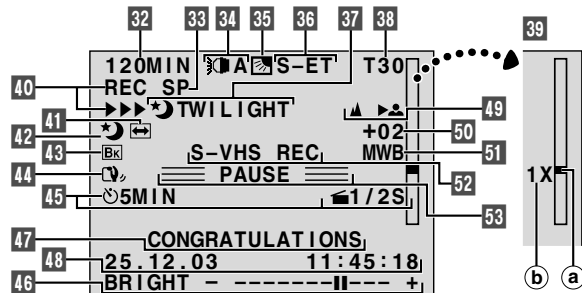 32 33 34 35 36 37 38 39
120MIN A S-ET T30
40 REC SP
TWILIGHT 49
41
42 +02 50
43 BK S-VHS REC MWB 51
44 PAUSE 52
1X
45 5MIN 1/2S 53
47 CONGRATULATIONS
48 25.12.03 11:45:18
46 BRIGHT - --------II-- +
b a